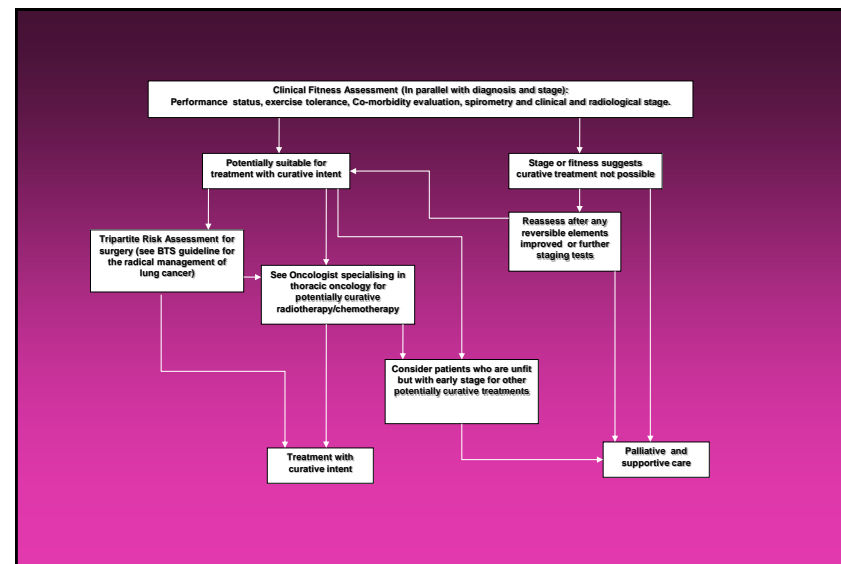 Clinical Fitness Assessment (In parallel with diagnosis and stage):
Performance status, exercise tolerance, Co-morbidity evaluation, spirometry and clinical and radiological stage.
Potentially suitable for
treatment with curative intent
Stage or fitness suggests
curative treatment not possible
Tripartite Risk Assessment for
surgery (see BTS guideline for
the radical management of
lung cancer)
Reassess after any
reversible elements
improved or further
staging tests
See Oncologist specialising in
thoracic oncology for
potentially curative
radiotherapy/chemotherapy
Consider patients who are unfit
but with early stage for other
potentially curative treatments
Treatment with
curative intent
Palliative and
supportive care